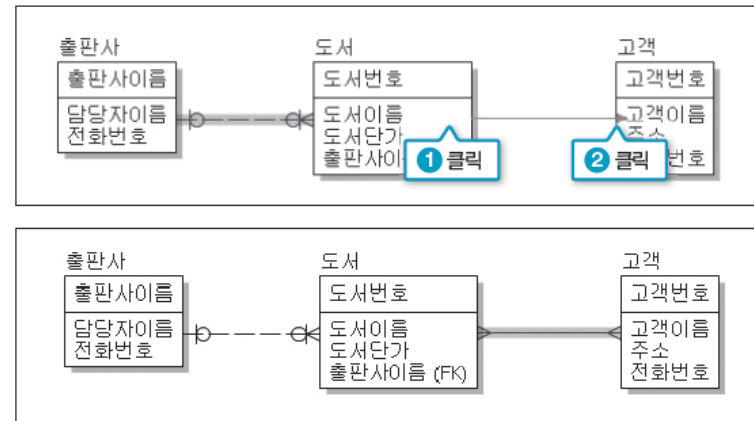 출판사
출판사이름
담당자이름
전화번호
도서
도서번호
도서이름
도서단가
출판사이
1 클릭
고객
고객번호
고객이름
주소
번호
2 클릭
출판사
출판사이름
담당자이름
전화번호
도서
도서번호
도서이름
도서단가
출판사이름 (FK)
고객
고객번호
고객이름
주소
전화번호